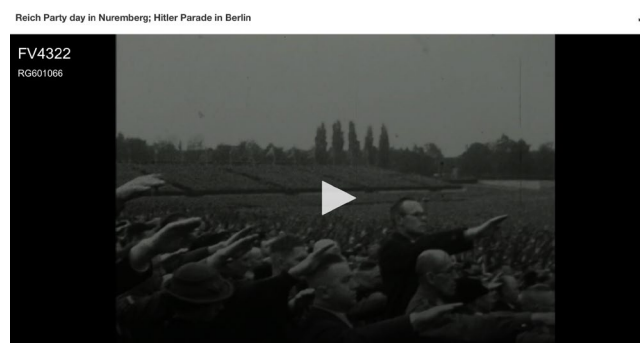 Reich Party day in Nuremberg; Hitler Parade in Berlin
FV4322
RG601066